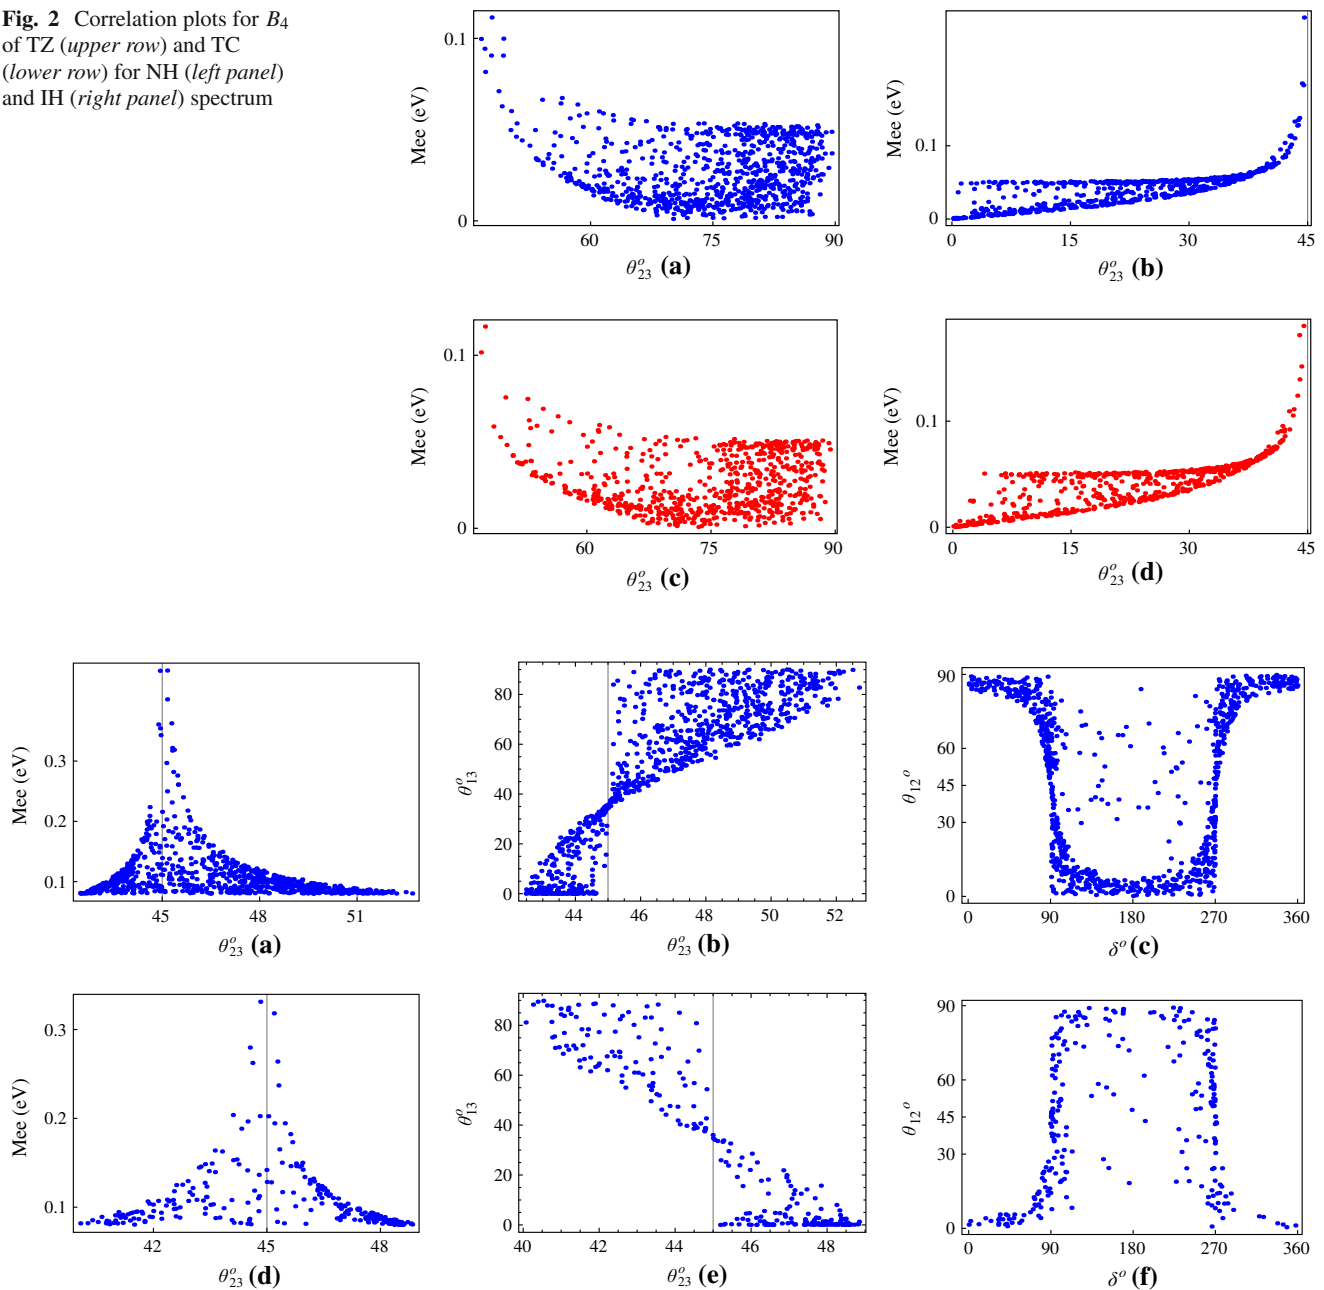 Fig. 2 Correlation plots for B4
of TZ (upper row) and TC
(lower row) for NH (left panel)
and IH (right panel) spectrum
Mee (eV)
0.1
0
60 75 90
θ°23 (a)
Mee (eV)
0.1
0
0 15 30 45
θ°23 (b)
Mee (eV)
0.1
0
60 75 90
θ°23 (c)
Mee (eV)
0.1
0
0 15 30 45
θ°23 (d)
Mee (eV)
0.3
0.2
0.1
45 48 51
θ°23 (a)
θ°13
80
60
40
20
0
44 46 48 50 52
θ°23 (b)
θ12°
90
60
45
30
0
0 90 180 270 360
δ° (c)
Mee (eV)
0.3
0.2
0.1
42 45 48
θ°23 (d)
θ°13
80
60
40
20
0
40 42 44 46 48
θ°23 (e)
θ12°
90
60
45
30
0
0 90 180 270 360
δ° (f)